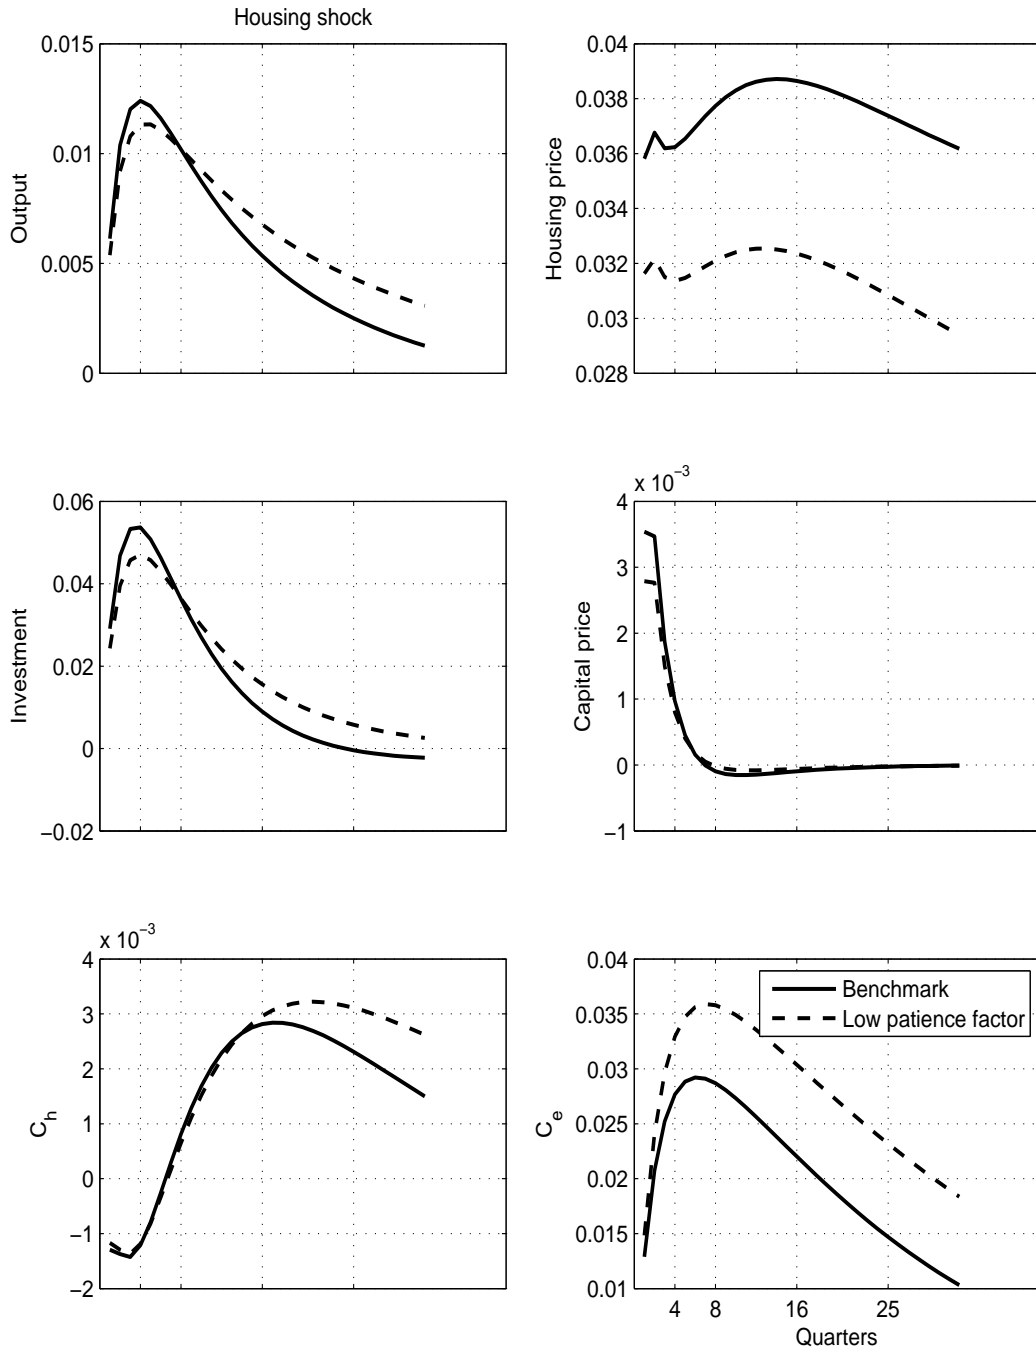 Housing shock
0.015
0.01
0.005
0
Output
0.04
0.038
0.036
0.034
0.032
0.03
0.028
Housing price
0.06
0.04
0.02
0
−0.02
Investment
x 10⁻³
4
3
2
1
0
−1
Capital price
x 10⁻³
4
3
2
1
0
−1
−2
C_h
0.04
0.035
0.03
0.025
0.02
0.015
0.01
C_e
Benchmark
Low patience factor
4 8 16 25
Quarters